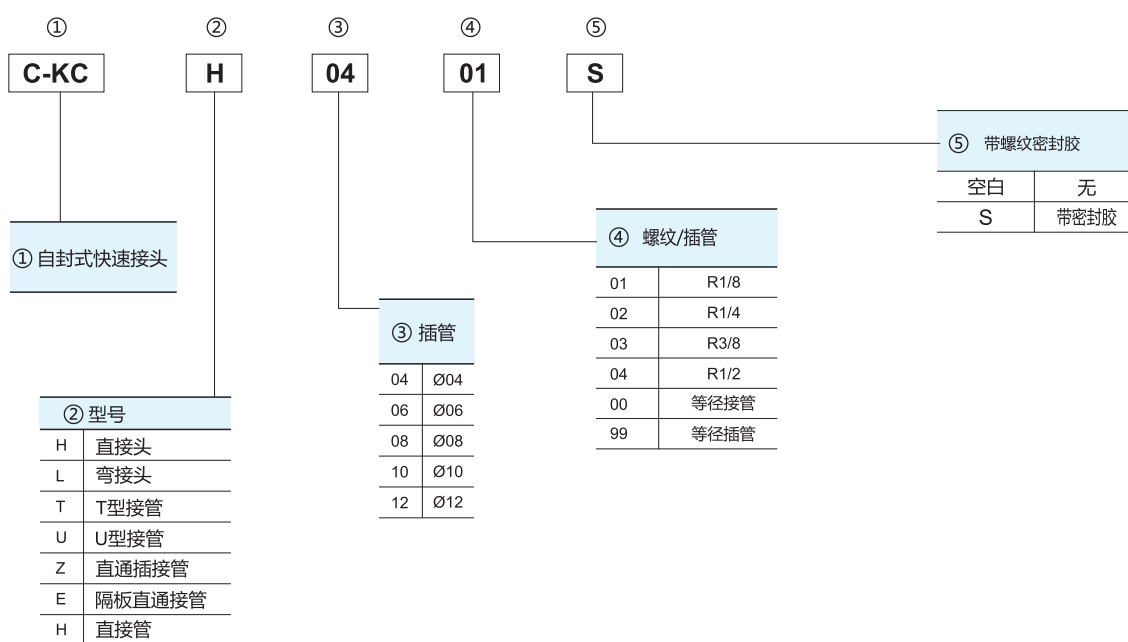 ① ② ③ ④ ⑤
C-KC H 04 01 S
⑤ 带螺纹密封胶
空白 无
S 带密封胶
④ 螺纹/插管
01 R1/8
02 R1/4
03 R3/8
04 R1/2
00 等径接管
99 等径插管
① 自封式快速接头
③ 插管
04 Ø04
06 Ø06
08 Ø08
10 Ø10
12 Ø12
② 型号
H 直接头
L 弯接头
T T型接管
U U型接管
Z 直通插接管
E 隔板直通接管
H 直接管